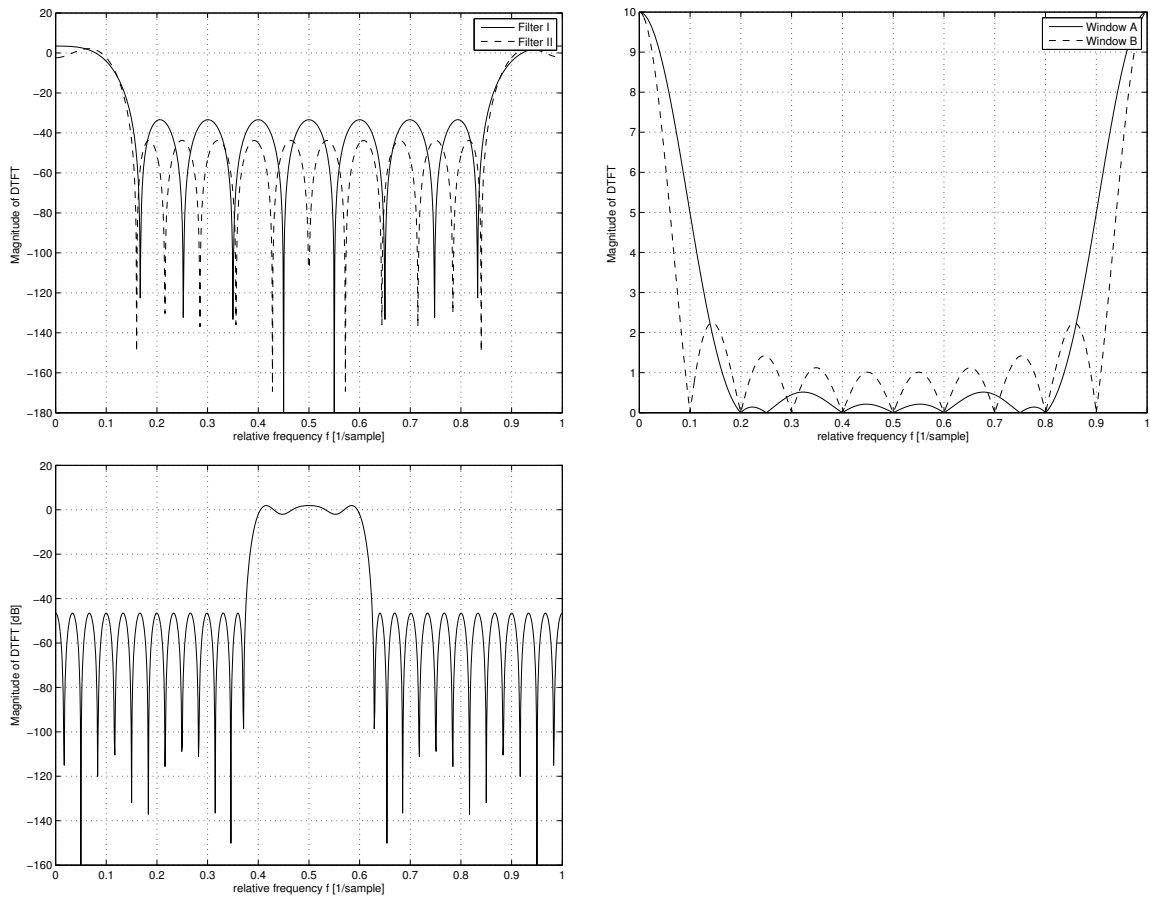 20
0
−20
−40
−60
−80
−100
−120
−140
−160
−180
0 0.1 0.2 0.3 0.4 0.5 0.6 0.7 0.8 0.9 1
relative frequency f [1/sample]
Magnitude of DTFT
Filter I
Filter II
10
9
8
7
6
5
4
3
2
1
0
0 0.1 0.2 0.3 0.4 0.5 0.6 0.7 0.8 0.9 1
relative frequency f [1/sample]
Magnitude of DTFT
Window A
Window B
20
0
−20
−40
−60
−80
−100
−120
−140
−160
0 0.1 0.2 0.3 0.4 0.5 0.6 0.7 0.8 0.9 1
relative frequency f [1/sample]
Magnitude of DTFT [dB]